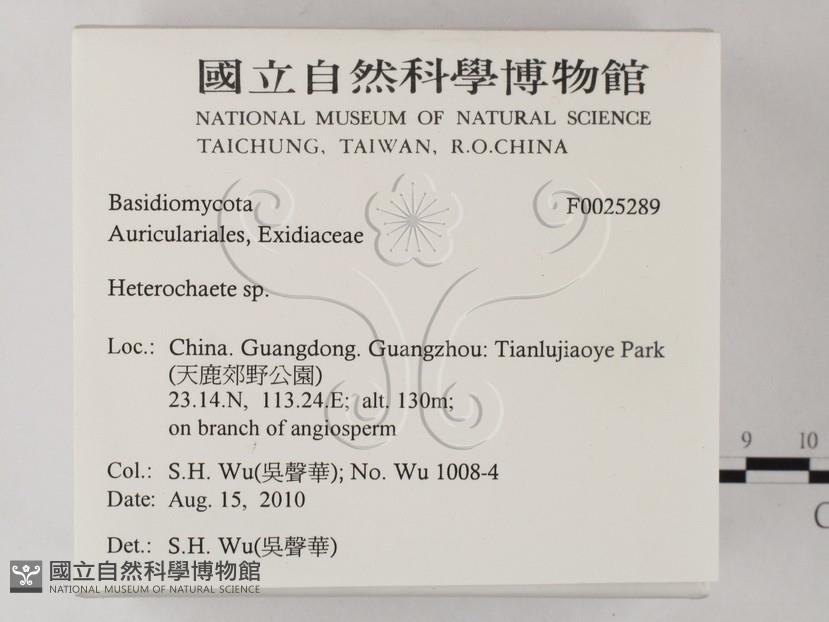 國立自然科學博物館
NATIONAL MUSEUM OF NATURAL SCIENCE
TAICHUNG, TAIWAN, R.O.CHINA
Basidiomycota F0025289
Auriculariales, Exidiaceae
Heterochaete sp.
Loc.: China. Guangdong. Guangzhou: Tianlujiaoye Park
(天鹿郊野公園)
23.14.N, 113.24.E; alt. 130m;
on branch of angiosperm
Col.: S.H. Wu(吳聲華); No. Wu 1008-4
Date: Aug. 15, 2010
Det.: S.H. Wu(吳聲華)
9 10
國立自然科學博物館
NATIONAL MUSEUM OF NATURAL SCIENCE